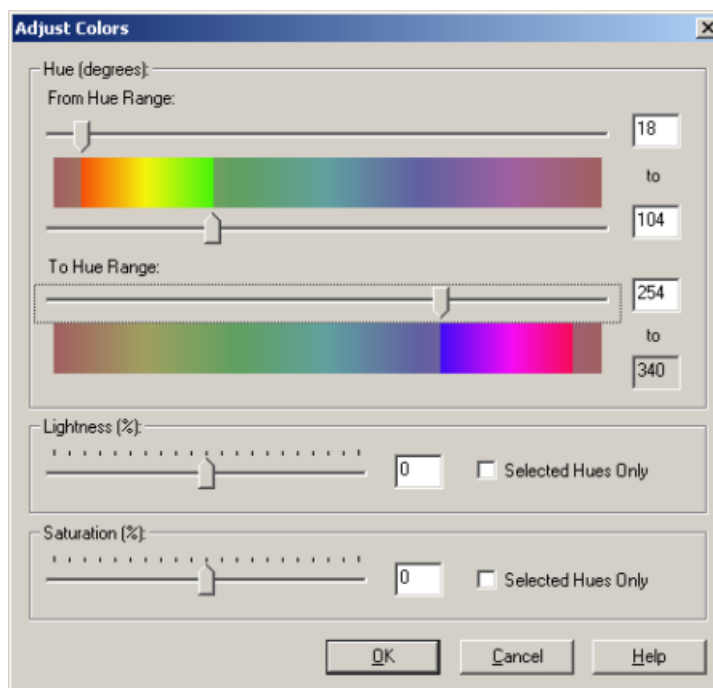 Adjust Colors
Hue (degrees):
From Hue Range:
18
to
104
To Hue Range:
254
to
340
Lightness (%):
0
Selected Hues Only
Saturation (%):
0
Selected Hues Only
OK
Cancel
Help